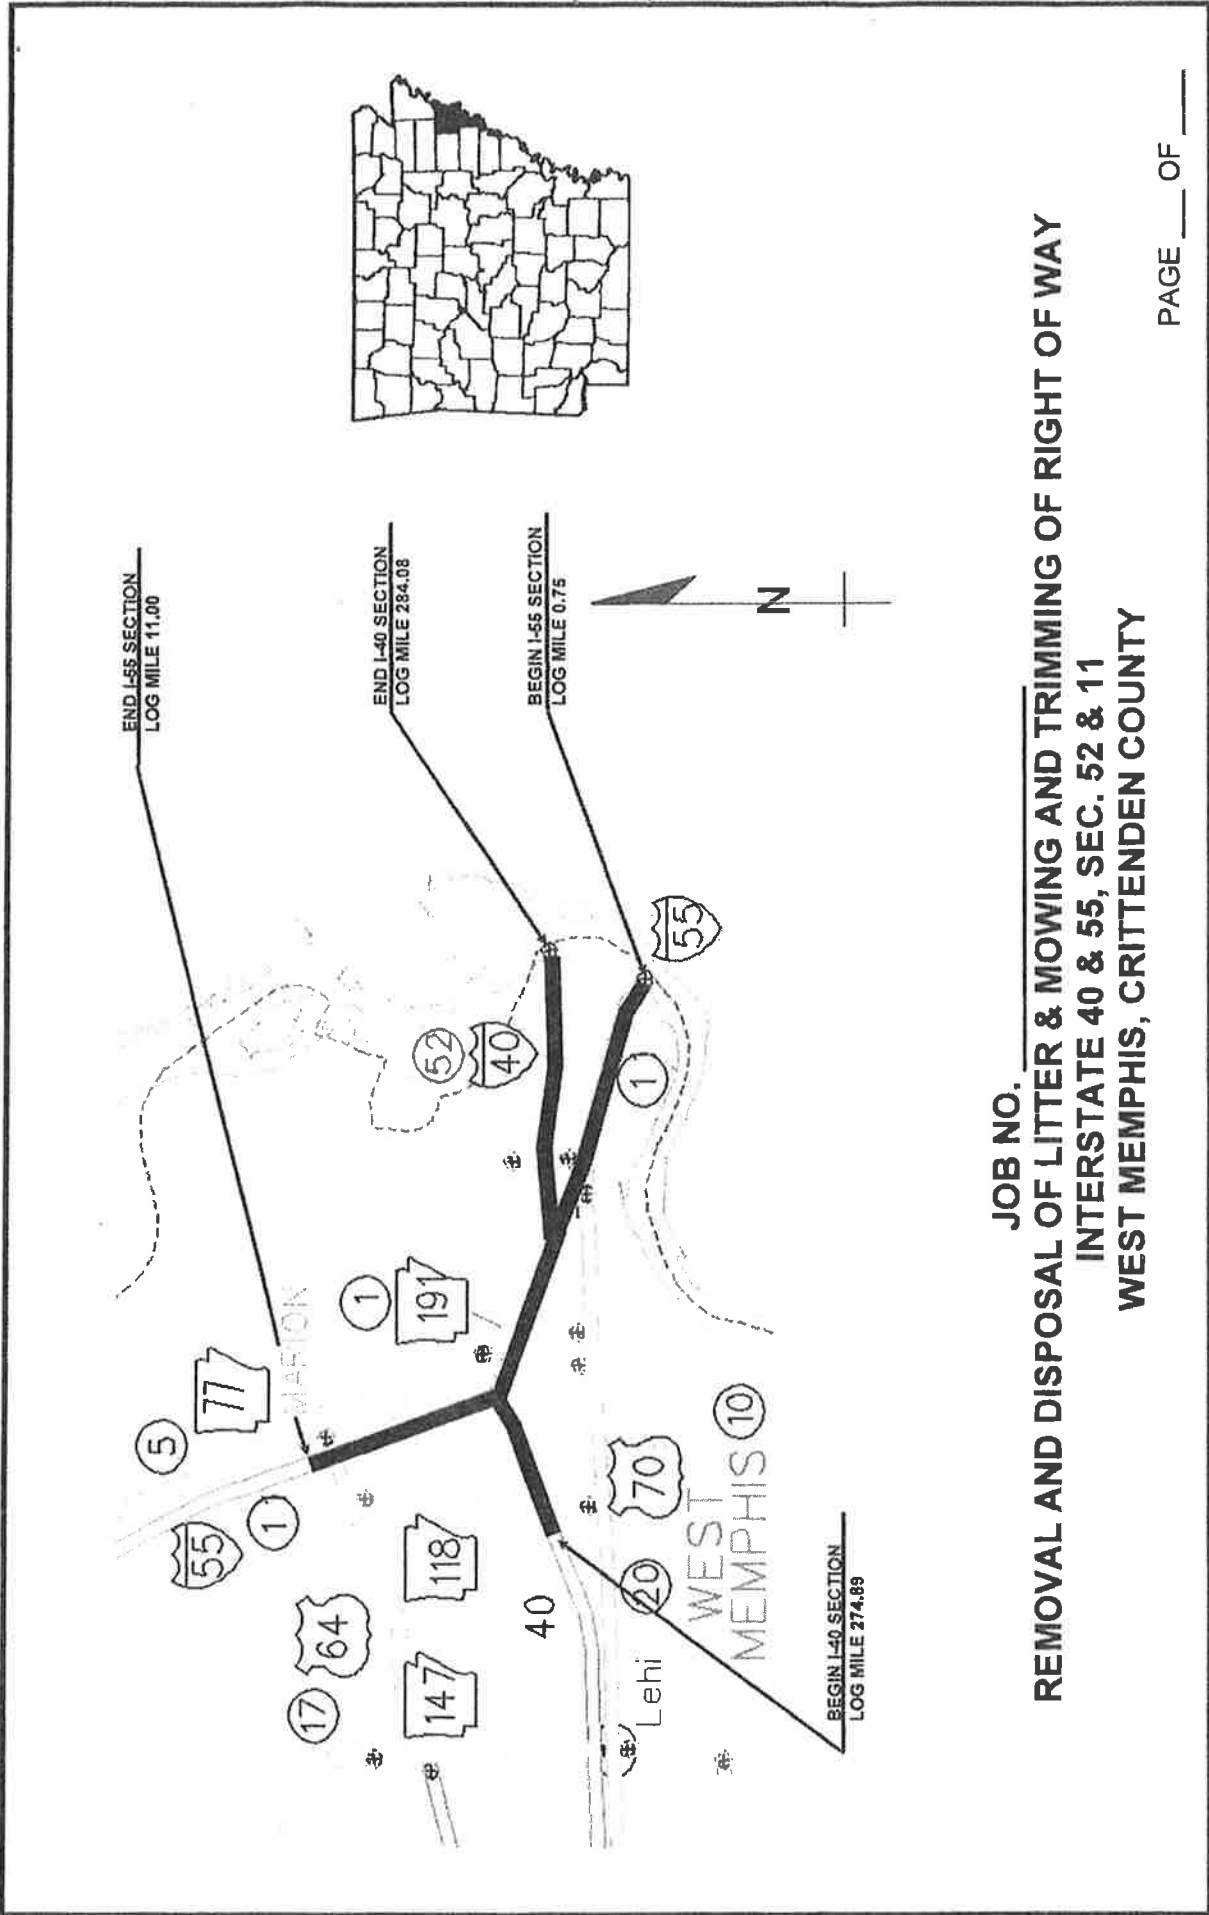 END I-55 SECTION
LOG MILE 11.00
END I-40 SECTION
LOG MILE 284.08
BEGIN I-55 SECTION
LOG MILE 0.75
N
5
77
MARION
55
1
1
191
52
40
17
64
147
118
40
1
55
Lehi
20
70
WEST
MEMPHIS
10
BEGIN I-40 SECTION
LOG MILE 274.89
JOB NO. ______
REMOVAL AND DISPOSAL OF LITTER & MOWING AND TRIMMING OF RIGHT OF WAY
INTERSTATE 40 & 55, SEC. 52 & 11
WEST MEMPHIS, CRITTENDEN COUNTY
PAGE ___ OF ___